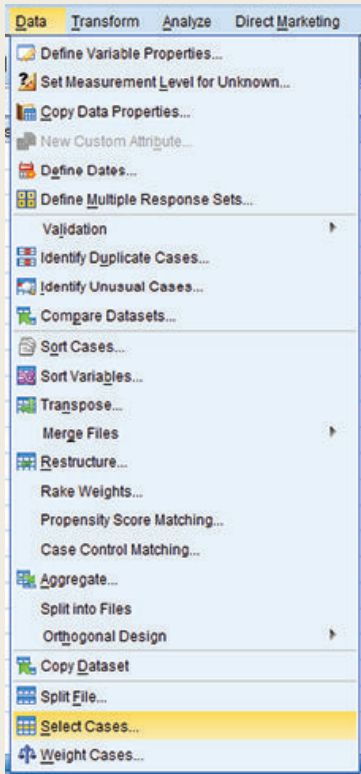 Data Transform Analyze Direct Marketing
Define Variable Properties...
Set Measurement Level for Unknown...
Copy Data Properties...
New Custom Attribute...
Define Dates...
Define Multiple Response Sets...
Validation
Identify Duplicate Cases...
Identify Unusual Cases...
Compare Datasets...
Sort Cases...
Sort Variables...
Transpose...
Merge Files
Restructure...
Rake Weights...
Propensity Score Matching...
Case Control Matching...
Aggregate...
Split into Files
Orthogonal Design
Copy Dataset
Split File...
Select Cases...
Weight Cases...